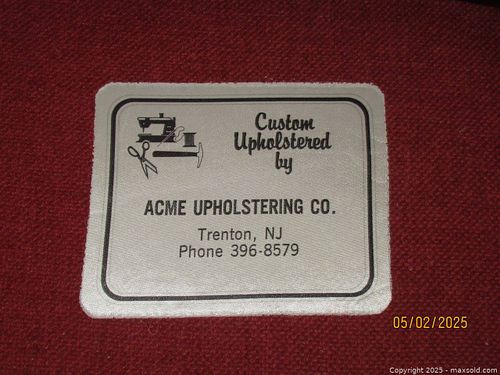 Custom
Upholstered
by
ACME UPHOLSTERING CO.
Trenton, NJ
Phone 396-8579
05/02/2025
Copyright 2025 - maxsold.com